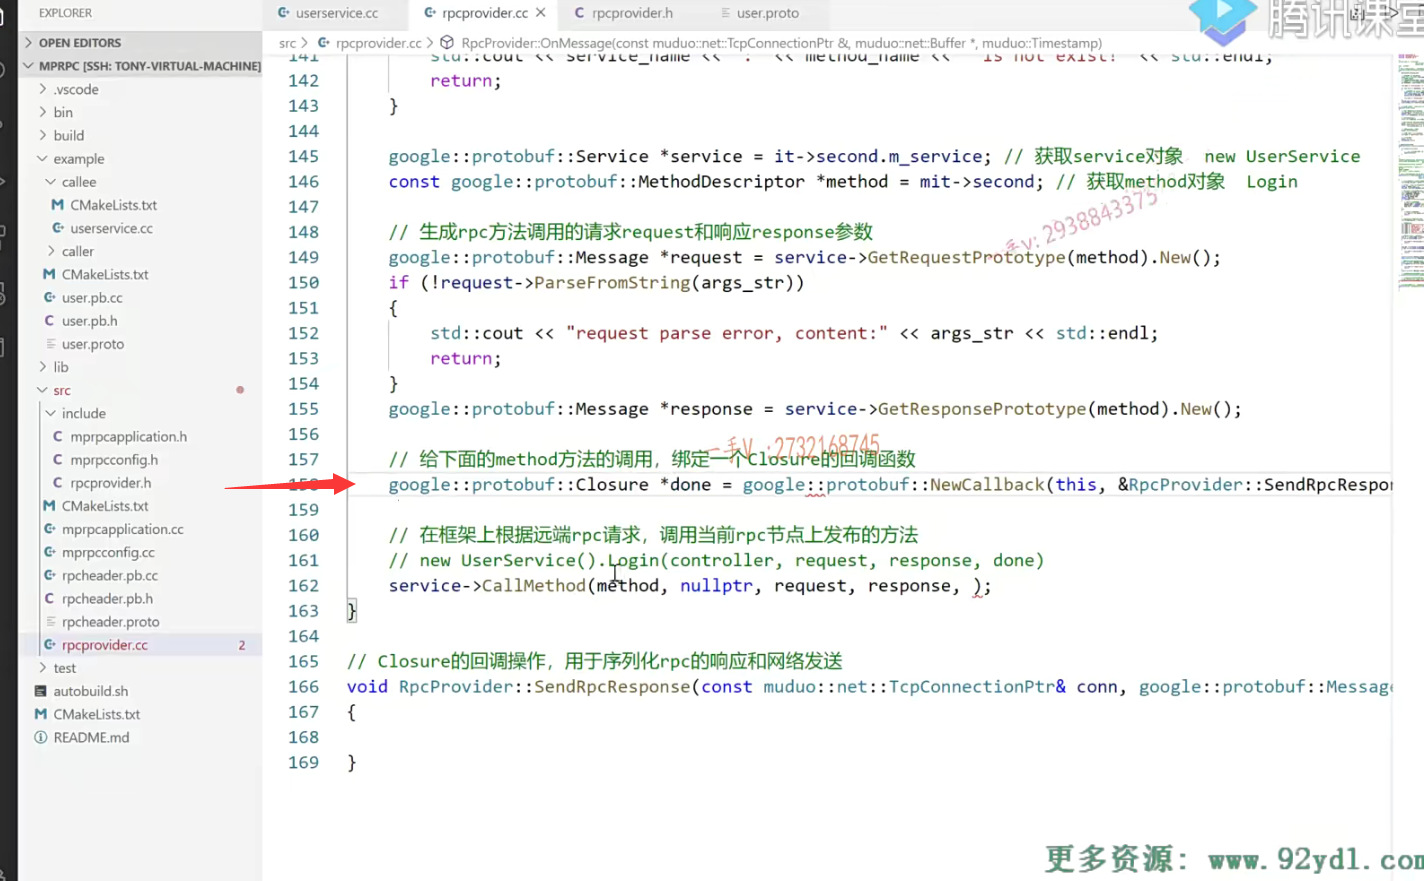 EXPLORER
userservice.cc
rpcprovider.cc
rpcprovider.h
user.proto
腾讯课堂
OPEN EDITORS
src > rpcprovider.cc > RpcProvider::OnMessage(const muduo::net::TcpConnectionPtr &, muduo::net::Buffer *, muduo::Timestamp)
MPRPC [SSH: TONY-VIRTUAL-MACHINE]
.vscode
bin
build
example
callee
CMakeLists.txt
userservice.cc
caller
CMakeLists.txt
user.pb.cc
user.pb.h
user.proto
lib
src
include
mprpcapplication.h
mprpcconfig.h
rpcprovider.h
CMakeLists.txt
mprpcapplication.cc
mprpcconfig.cc
rpcheader.pb.cc
rpcheader.pb.h
rpcheader.proto
rpcprovider.cc 2
test
autobuild.sh
CMakeLists.txt
README.md
141 std::cout << service_name << ":" << method_name << " is not exist!" << std::endl;
142 return;
143 }
144
145 google::protobuf::Service *service = it->second.m_service; // 获取service对象 new UserService
146 const google::protobuf::MethodDescriptor *method = mit->second; // 获取method对象 Login
147
148 // 生成rpc方法调用的请求request和响应response参数
149 google::protobuf::Message *request = service->GetRequestPrototype(method).New();
150 if (!request->ParseFromString(args_str))
151 {
152 std::cout << "request parse error, content:" << args_str << std::endl;
153 return;
154 }
155 google::protobuf::Message *response = service->GetResponsePrototype(method).New();
156
157 // 给下面的method方法的调用，绑定一个Closure的回调函数
158 google::protobuf::Closure *done = google::protobuf::NewCallback(this, &RpcProvider::SendRpcRespon
159
160 // 在框架上根据远端rpc请求，调用当前rpc节点上发布的方法
161 // new UserService().Login(controller, request, response, done)
162 service->CallMethod(method, nullptr, request, response, );
163 }
164
165 // Closure的回调操作，用于序列化rpc的响应和网络发送
166 void RpcProvider::SendRpcResponse(const muduo::net::TcpConnectionPtr& conn, google::protobuf::Message
167 {
168
169 }
手v: 2938843375
一手V :2732168745
更多资源: www.92ydl.com